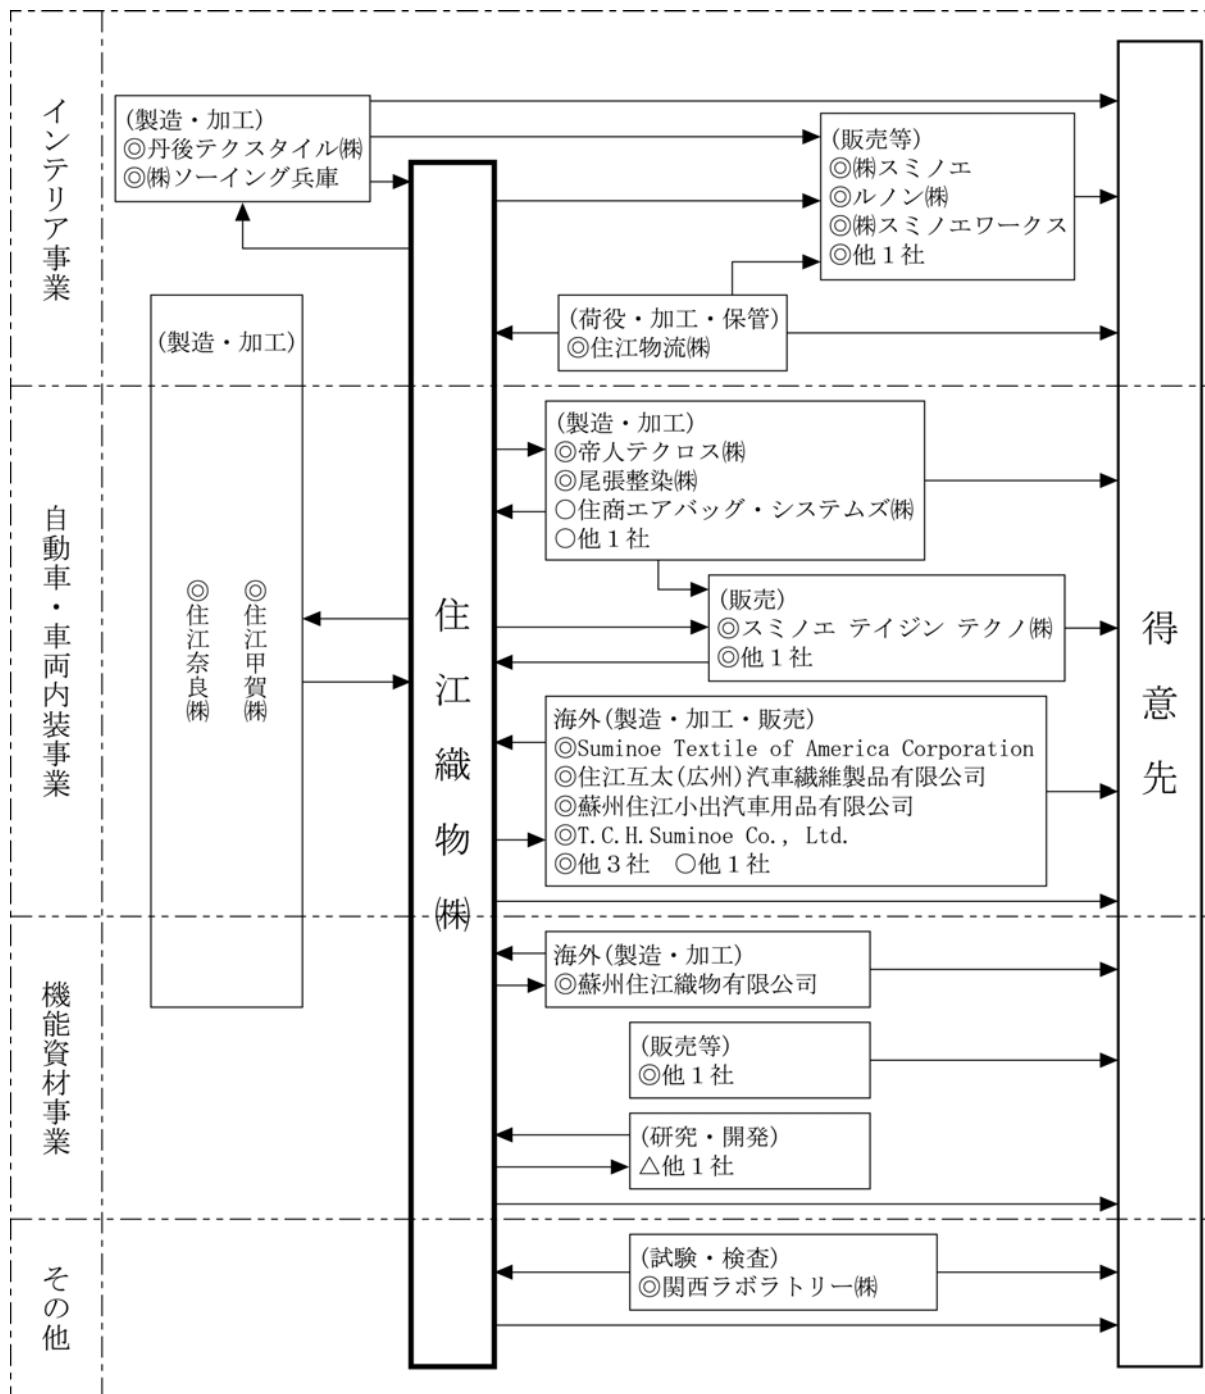 インテリア事業
(製造・加工)
◎丹後テクスタイル㈱
◎㈱ソーイング兵庫
(販売等)
◎㈱スミノエ
◎ルノン㈱
◎㈱スミノエワークス
◎他１社
(荷役・加工・保管)
◎住江物流㈱
(製造・加工)
◎住江甲賀㈱
◎住江奈良㈱
住江織物㈱
得意先
自動車・車両内装事業
(製造・加工)
◎帝人テクロス㈱
◎尾張整染㈱
○住商エアバッグ・システムズ㈱
○他１社
(販売)
◎スミノエ テイジン テクノ㈱
◎他１社
海外(製造・加工・販売)
◎Suminoe Textile of America Corporation
◎住江互太(広州)汽車繊維製品有限公司
◎蘇州住江小出汽車用品有限公司
◎T.C.H.Suminoe Co., Ltd.
◎他３社　○他１社
機能資材事業
海外(製造・加工)
◎蘇州住江織物有限公司
(販売等)
◎他１社
(研究・開発)
△他１社
その他
(試験・検査)
◎関西ラボラトリー㈱